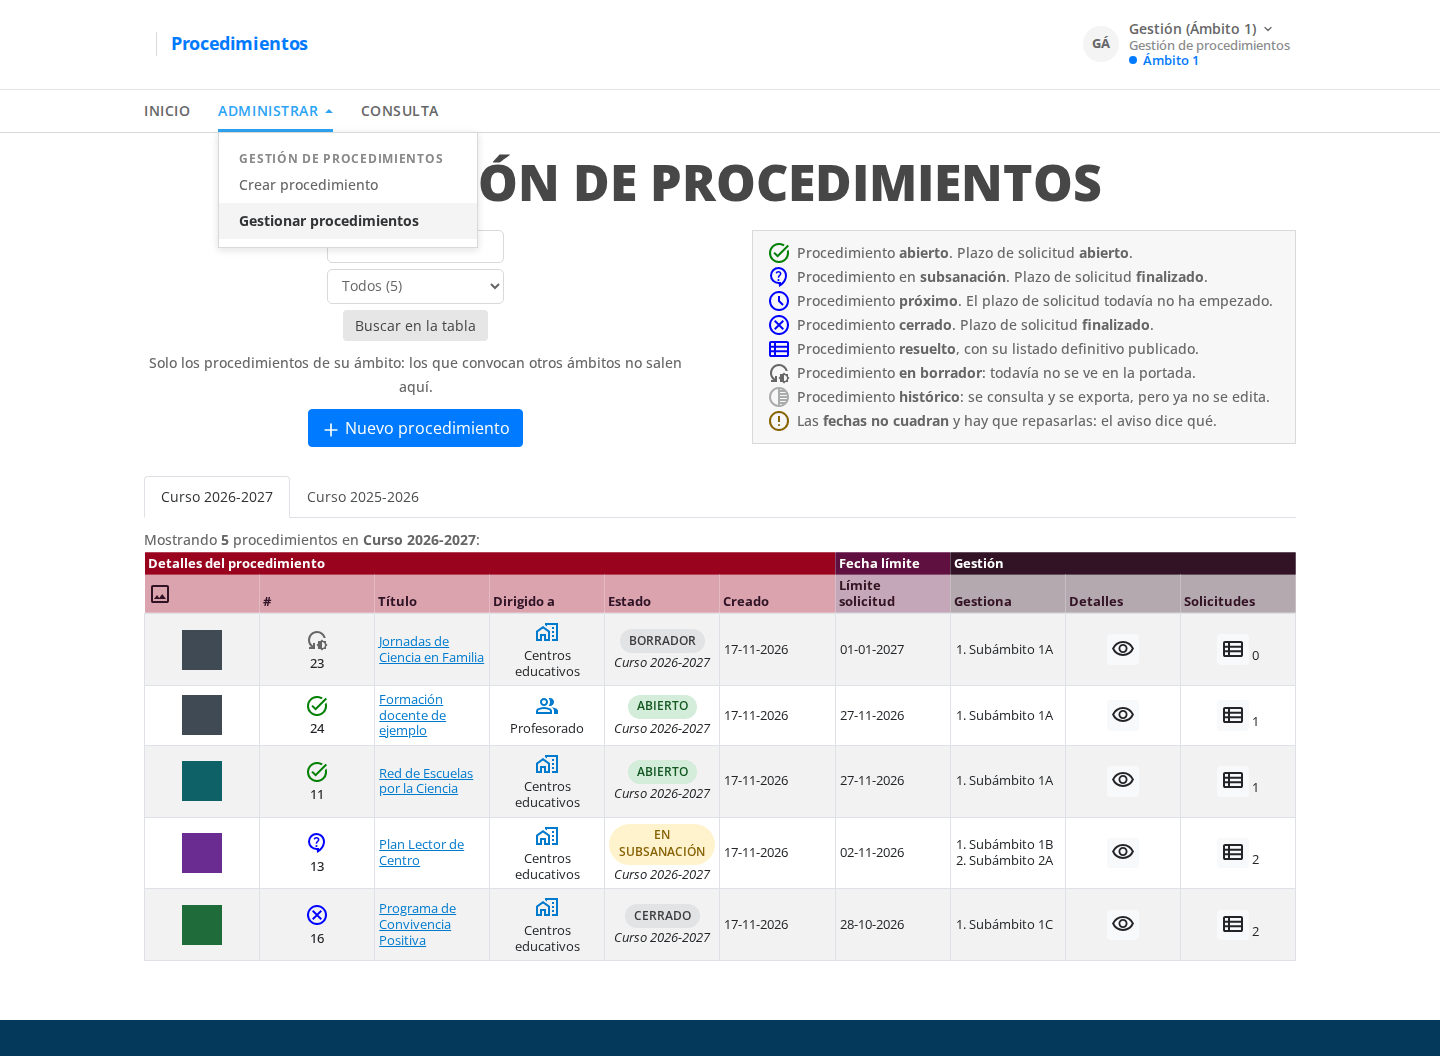 Procedimientos
GÁ
Gestión (Ámbito 1)
Gestión de procedimientos
Ámbito 1
INICIO
ADMINISTRAR
CONSULTA
GESTIÓN DE PROCEDIMIENTOS
Crear procedimiento
Gestionar procedimientos
ÓN DE PROCEDIMIENTOS
Todos (5)
Buscar en la tabla
Solo los procedimientos de su ámbito: los que convocan otros ámbitos no salen
aquí.
Nuevo procedimiento
Procedimiento abierto. Plazo de solicitud abierto.
Procedimiento en subsanación. Plazo de solicitud finalizado.
Procedimiento próximo. El plazo de solicitud todavía no ha empezado.
Procedimiento cerrado. Plazo de solicitud finalizado.
Procedimiento resuelto, con su listado definitivo publicado.
Procedimiento en borrador: todavía no se ve en la portada.
Procedimiento histórico: se consulta y se exporta, pero ya no se edita.
Las fechas no cuadran y hay que repasarlas: el aviso dice qué.
Curso 2026-2027
Curso 2025-2026
Mostrando 5 procedimientos en Curso 2026-2027:
Detalles del procedimiento
Fecha límite
Gestión
#
Título
Dirigido a
Estado
Creado
Límite
solicitud
Gestiona
Detalles
Solicitudes
23
Jornadas de
Ciencia en Familia
Centros
educativos
BORRADOR
Curso 2026-2027
17-11-2026
01-01-2027
1. Subámbito 1A
0
24
Formación
docente de
ejemplo
Profesorado
ABIERTO
Curso 2026-2027
17-11-2026
27-11-2026
1. Subámbito 1A
1
11
Red de Escuelas
por la Ciencia
Centros
educativos
ABIERTO
Curso 2026-2027
17-11-2026
27-11-2026
1. Subámbito 1A
1
13
Plan Lector de
Centro
Centros
educativos
EN
SUBSANACIÓN
Curso 2026-2027
17-11-2026
02-11-2026
1. Subámbito 1B
2. Subámbito 2A
2
16
Programa de
Convivencia
Positiva
Centros
educativos
CERRADO
Curso 2026-2027
17-11-2026
28-10-2026
1. Subámbito 1C
2